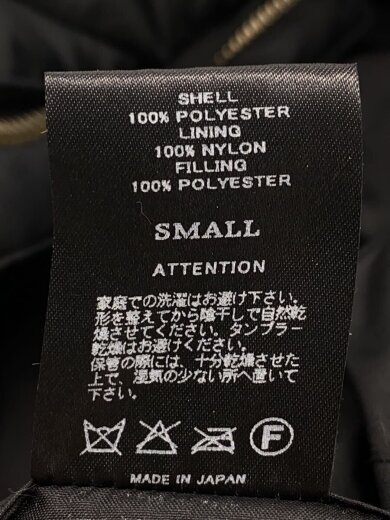 SHELL
100% POLYESTER
LINING
100% NYLON
FILLING
100% POLYESTER
SMALL
ATTENTION
家庭での洗濯はお避け下さい。
形を整えてから陰干しで自然乾
燥させてください。タンブラー
乾燥はお避けください。
保管の際には、十分乾燥させた
上で、湿気の少ない所へ置いて
下さい。
F
MADE IN JAPAN